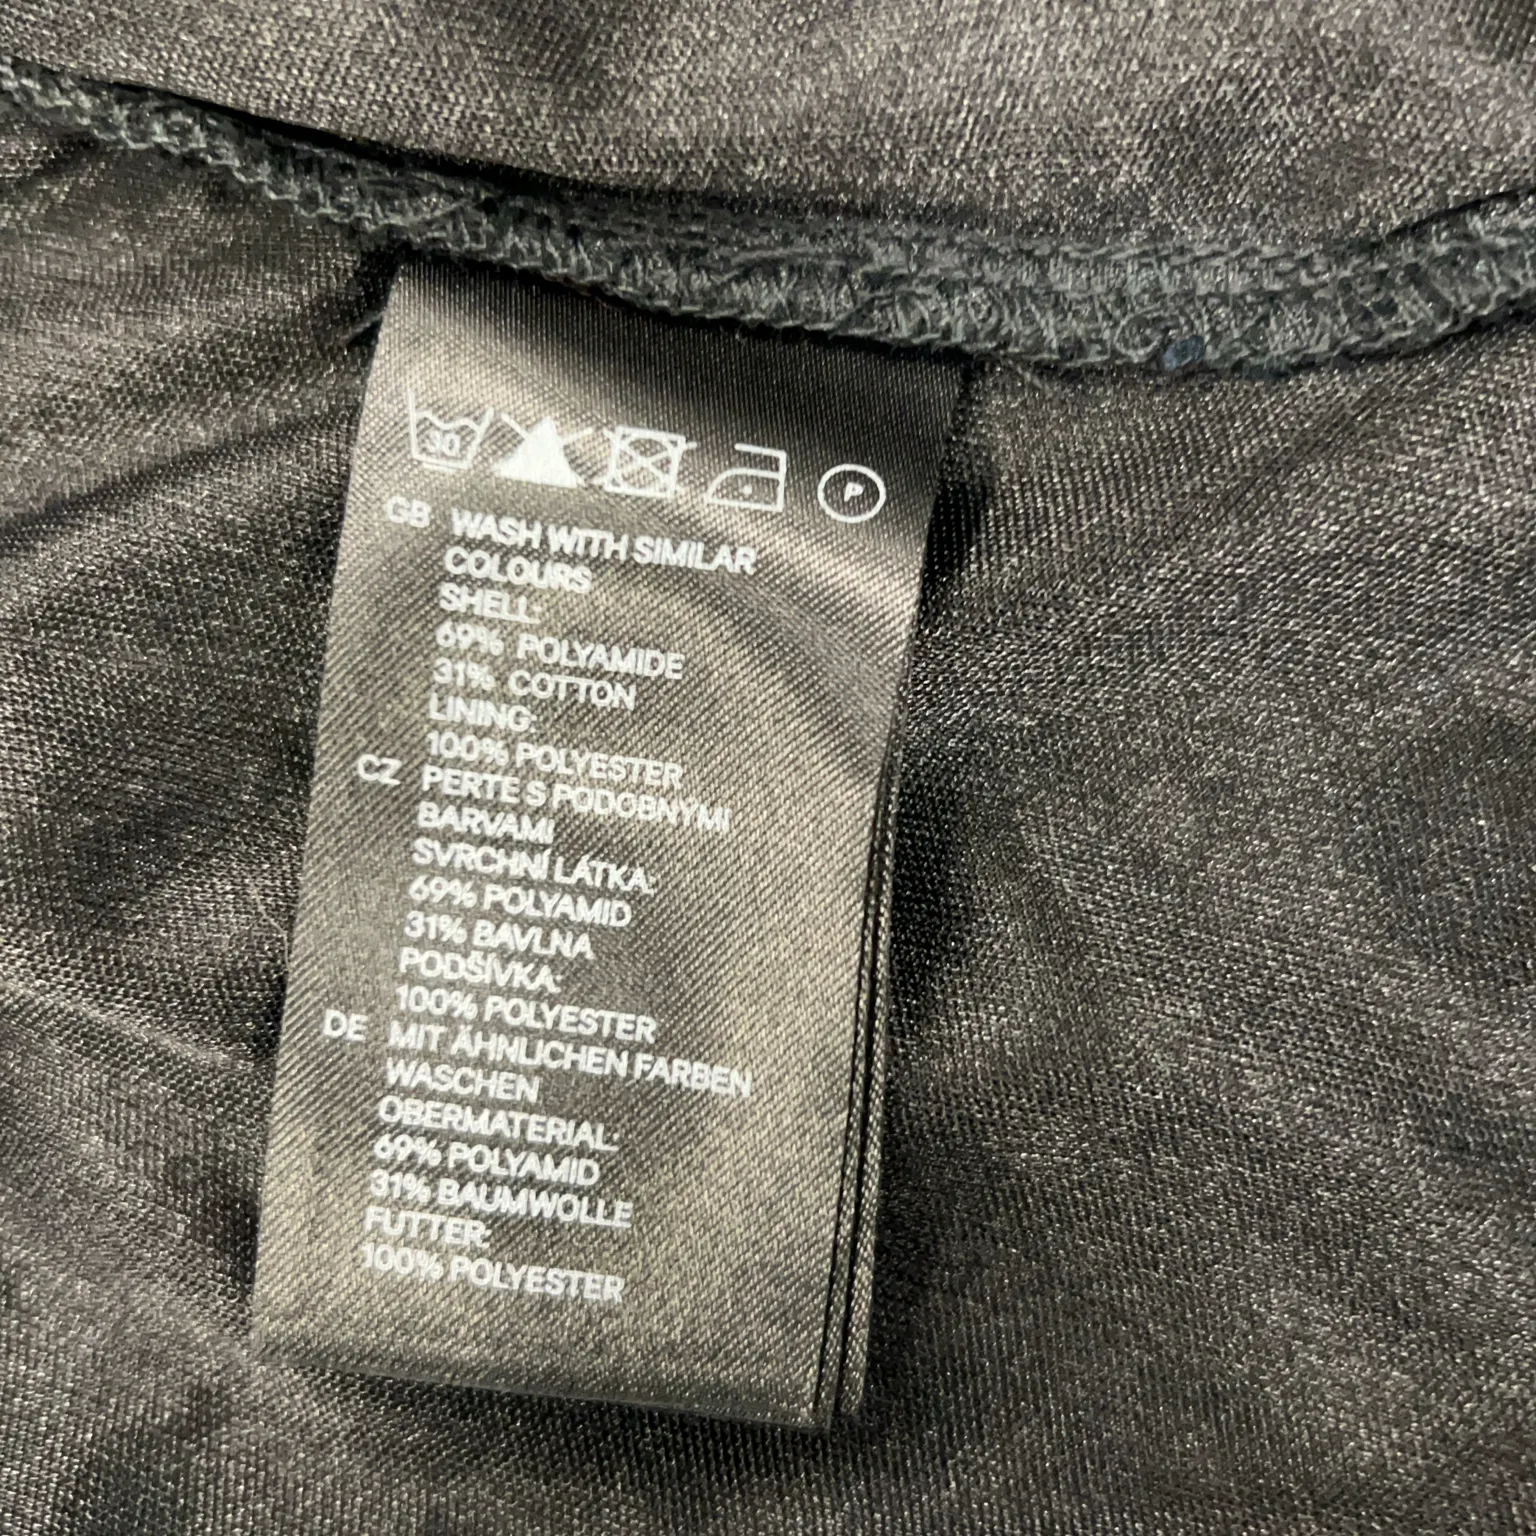 30 P
GB WASH WITH SIMILAR
COLOURS
SHELL:
69% POLYAMIDE
31% COTTON
LINING:
100% POLYESTER
CZ PERTE S PODOBNÝMI
BARVAMI
SVRCHNÍ LÁTKA:
69% POLYAMID
31% BAVLNA
PODŠÍVKA:
100% POLYESTER
DE MIT ÄHNLICHEN FARBEN
WASCHEN
OBERMATERIAL:
69% POLYAMID
31% BAUMWOLLE
FUTTER:
100% POLYESTER